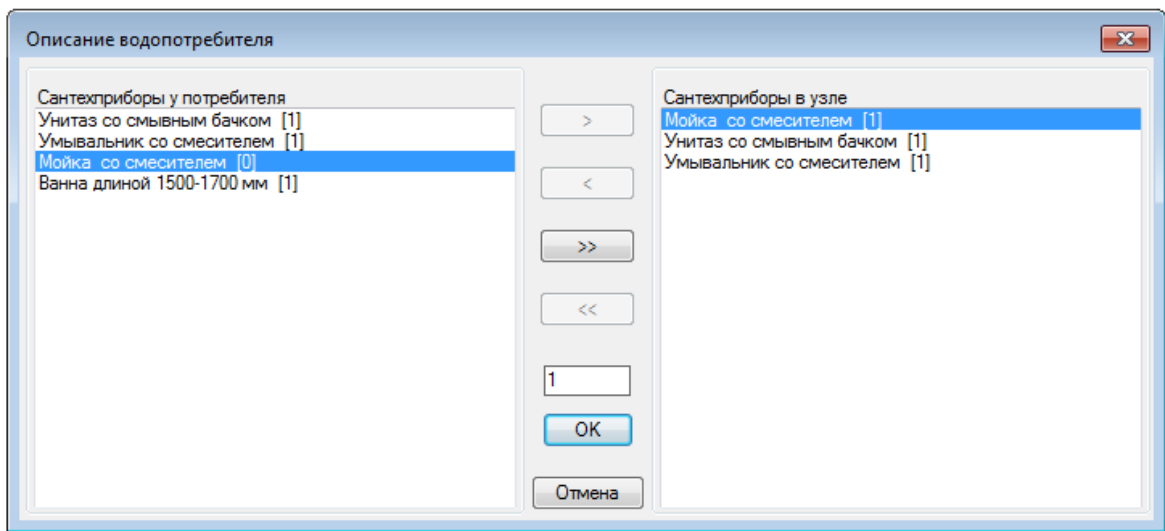 Описание водопотребителя
Сантехприборы у потребителя
Унитаз со смывным бачком [1]
Умывальник со смесителем [1]
Мойка со смесителем [0]
Ванна длиной 1500-1700 мм [1]
>
<
>>
<<
1
OK
Отмена
Сантехприборы в узле
Мойка со смесителем [1]
Унитаз со смывным бачком [1]
Умывальник со смесителем [1]